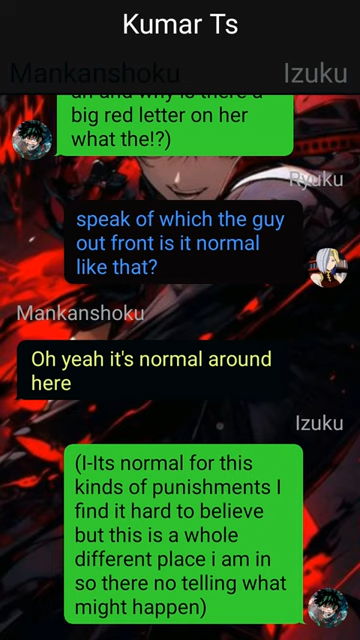 Kumar Ts
Mankanshoku
Izuku
big red letter on her
what the!?)
Ryuku
speak of which the guy
out front is it normal
like that?
Mankanshoku
Oh yeah it's normal around
here
Izuku
(I-Its normal for this
kinds of punishments I
find it hard to believe
but this is a whole
different place i am in
so there no telling what
might happen)